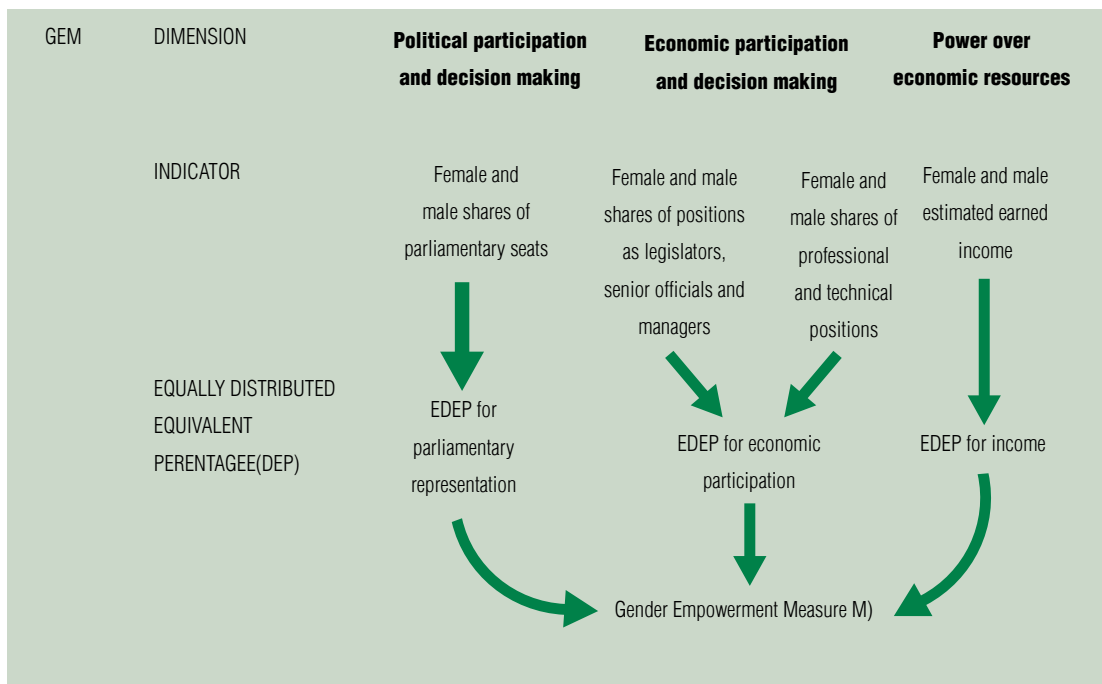 GEM
DIMENSION
Political participation
and decision making
Economic participation
and decision making
Power over
economic resources
INDICATOR
Female and
male shares of
parliamentary seats
Female and male
shares of positions
as legislators,
senior officials and
managers
Female and
male shares of
professional
and technical
positions
Female and male
estimated earned
income
EQUALLY DISTRIBUTED
EQUIVALENT
PERENTAGEE(DEP)
EDEP for
parliamentary
representation
EDEP for economic
participation
EDEP for income
Gender Empowerment Measure M)